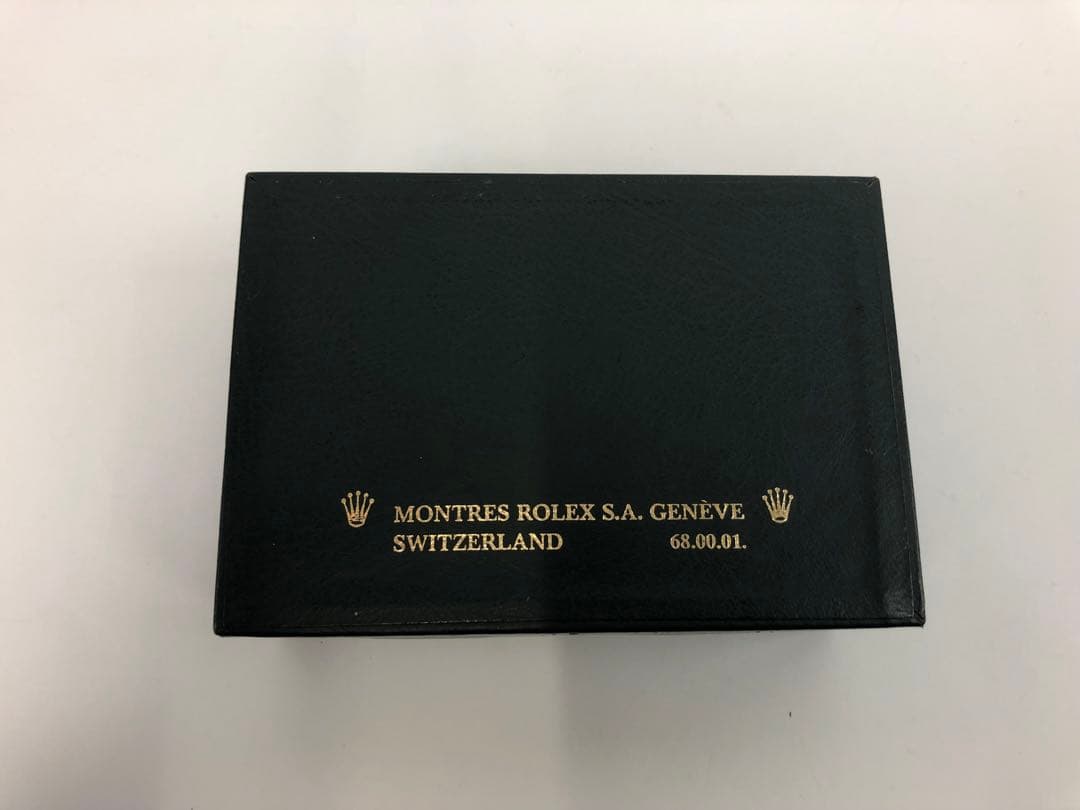 MONTRES ROLEX S.A. GENÈVE
SWITZERLAND 68.00.01.